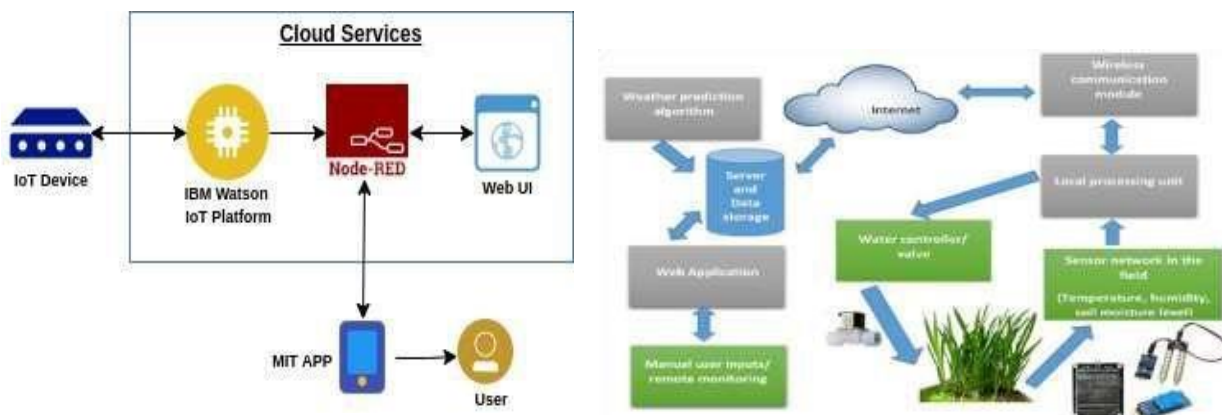 Cloud Services
IoT Device
IBM Watson
IoT Platform
Node-RED
Web UI
MIT APP
User
Weather prediction
algorithm
Internet
Wireless
communication
module
Server
and
Data
storage
Local processing unit
Water controller/
valve
Web Application
Sensor network in the
field
(Temperature, humidity,
soil moisture level)
Manual user inputs/
remote monitoring